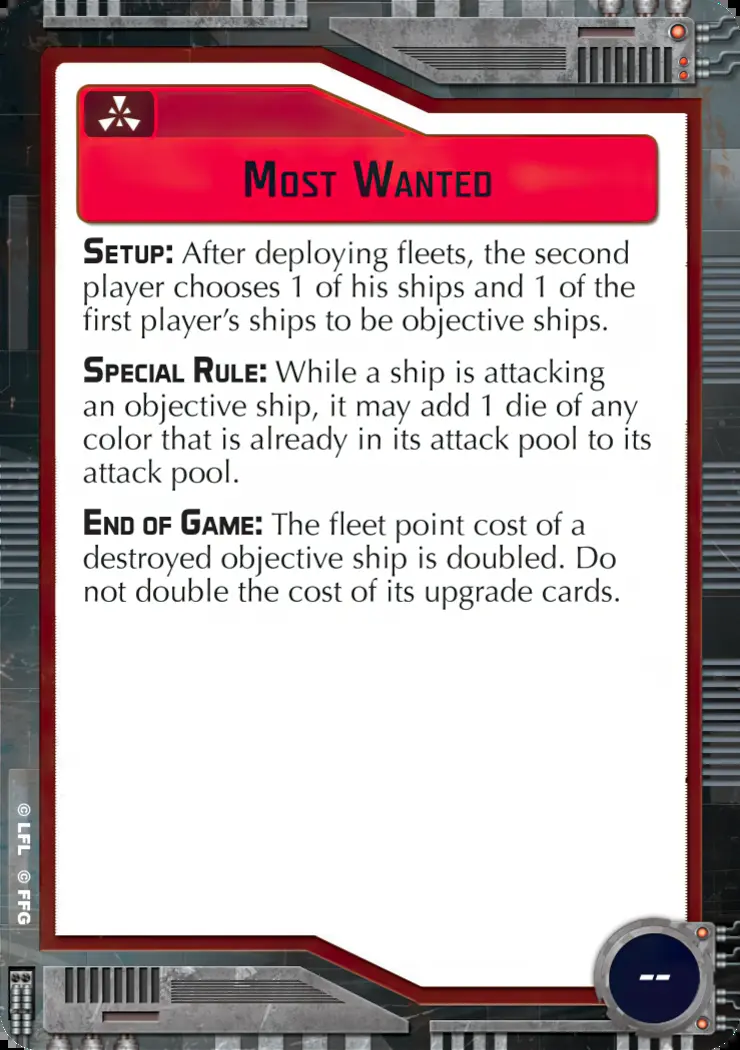 Most Wanted
Setup: After deploying fleets, the second
player chooses 1 of his ships and 1 of the
first player's ships to be objective ships.
Special Rule: While a ship is attacking
an objective ship, it may add 1 die of any
color that is already in its attack pool to its
attack pool.
End of Game: The fleet point cost of a
destroyed objective ship is doubled. Do
not double the cost of its upgrade cards.
© LFL © FFG
--